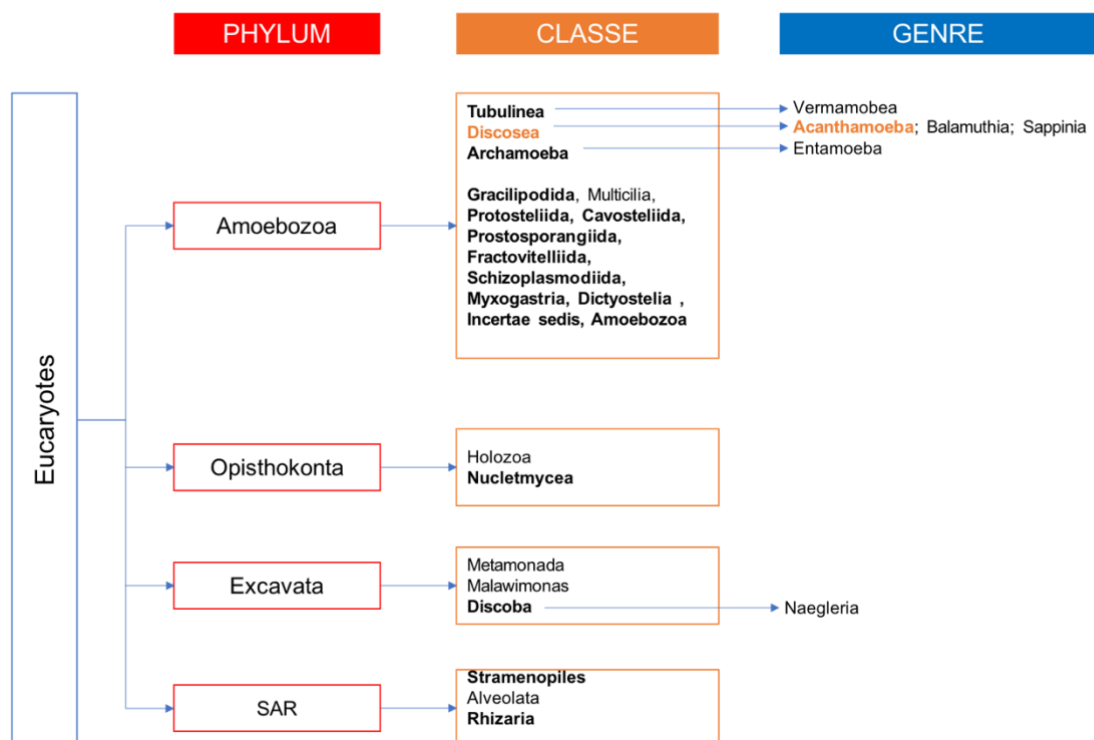 PHYLUM
CLASSE
GENRE
Eucaryotes
Amoebozoa
Tubulinea
Discosea
Archamoeba
Gracilipodida, Multicilia,
Protosteliida, Cavosteliida,
Prostosporangiida,
Fractovitelliida,
Schizoplasmodiida,
Myxogastria, Dictyostelia ,
Incertae sedis, Amoebozoa
Vermamobea
Acanthamoeba; Balamuthia; Sappinia
Entamoeba
Opisthokonta
Holozoa
Nucletmycea
Excavata
Metamonada
Malawimonas
Discoba
Naegleria
SAR
Stramenopiles
Alveolata
Rhizaria